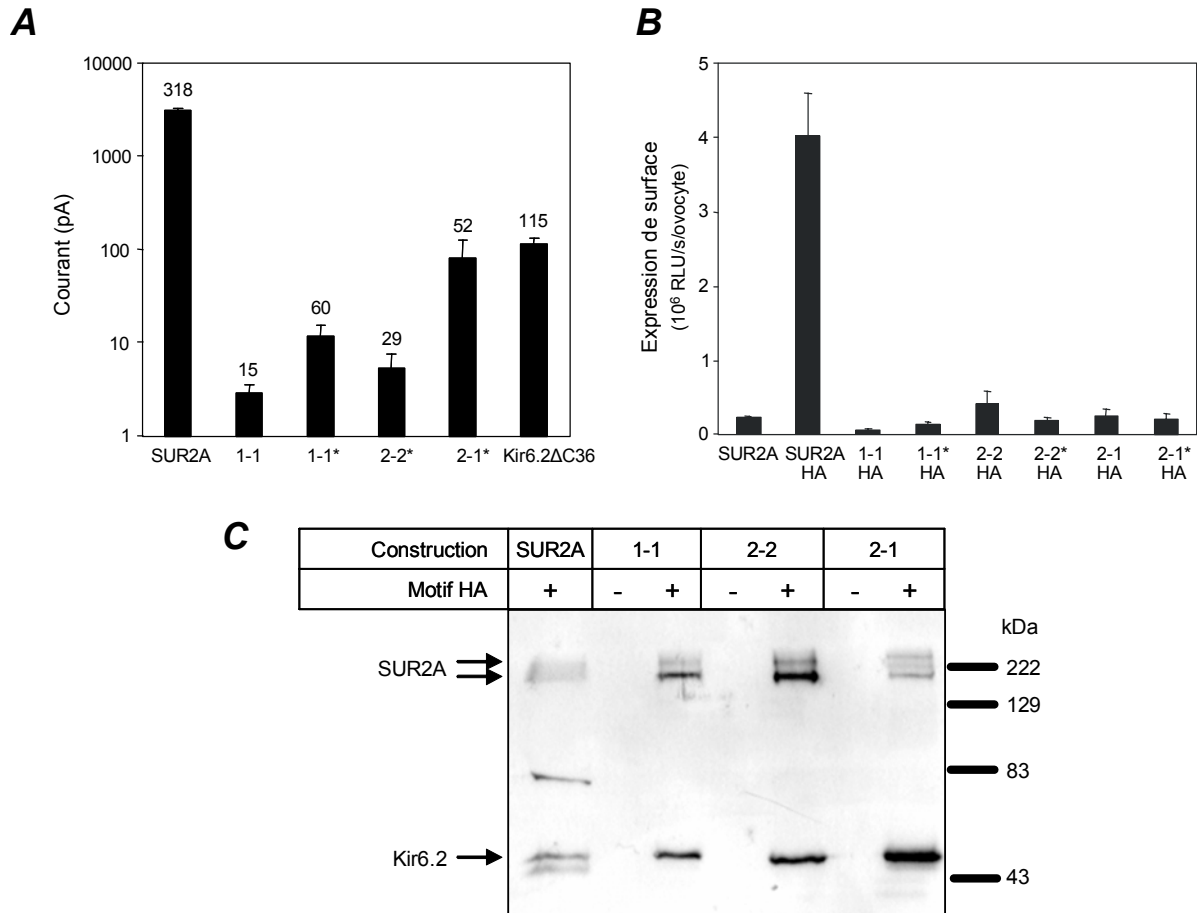 A
10000
1000
100
10
1
Courant (pA)
318
15
60
29
52
115
SUR2A 1-1 1-1* 2-2* 2-1* Kir6.2ΔC36
B
5
4
3
2
1
0
Expression de surface
(10⁶ RLU/s/ovocyte)
SUR2A SUR2A HA 1-1 HA 1-1* HA 2-2 HA 2-2* HA 2-1 HA 2-1* HA
C
Construction SUR2A 1-1 2-2 2-1
Motif HA + - + - + - +
kDa
SUR2A
222
129
83
Kir6.2
43